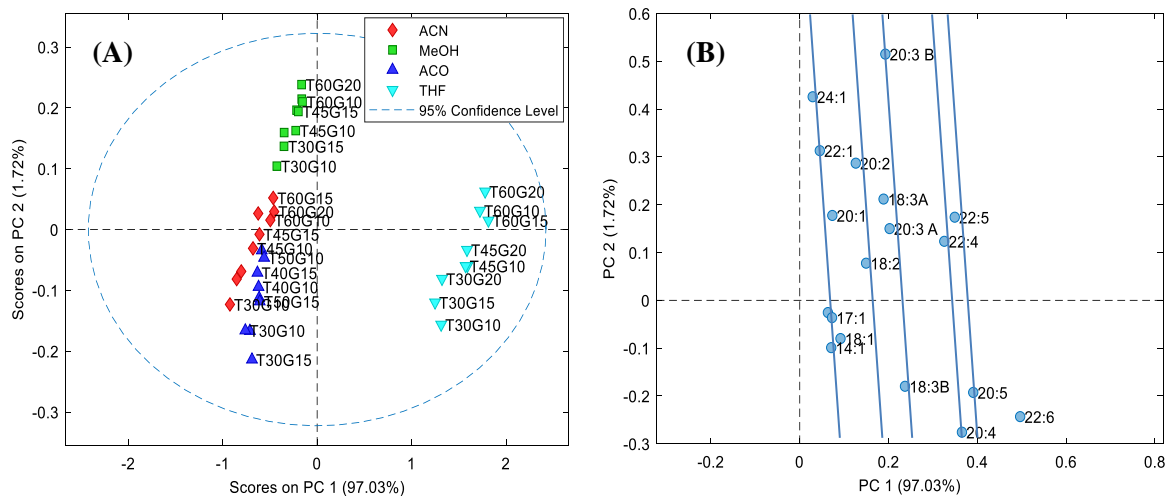 (A)
ACN
MeOH
ACO
THF
95% Confidence Level
T60G20
T60G10
T45G15
T45G10
T30G15
T30G10
T60G15
T60G20
T60G10
T45G15
T45G10
T50G10
T40G15
T40G10
T50G15
T30G10
T30G10
T30G15
T60G20
T60G10
T60G15
T45G20
T45G10
T30G20
T30G15
T30G10
0.3
0.2
0.1
0
-0.1
-0.2
-0.3
-2
-1
0
1
2
Scores on PC 2 (1.72%)
Scores on PC 1 (97.03%)
(B)
20:3 B
24:1
22:1
20:2
18:3A
20:1
20:3 A
22:5
22:4
18:2
17:1
18:1
14:1
18:3B
20:5
22:6
20:4
0.6
0.5
0.4
0.3
0.2
0.1
0
-0.1
-0.2
-0.3
-0.2
0
0.2
0.4
0.6
0.8
PC 2 (1.72%)
PC 1 (97.03%)